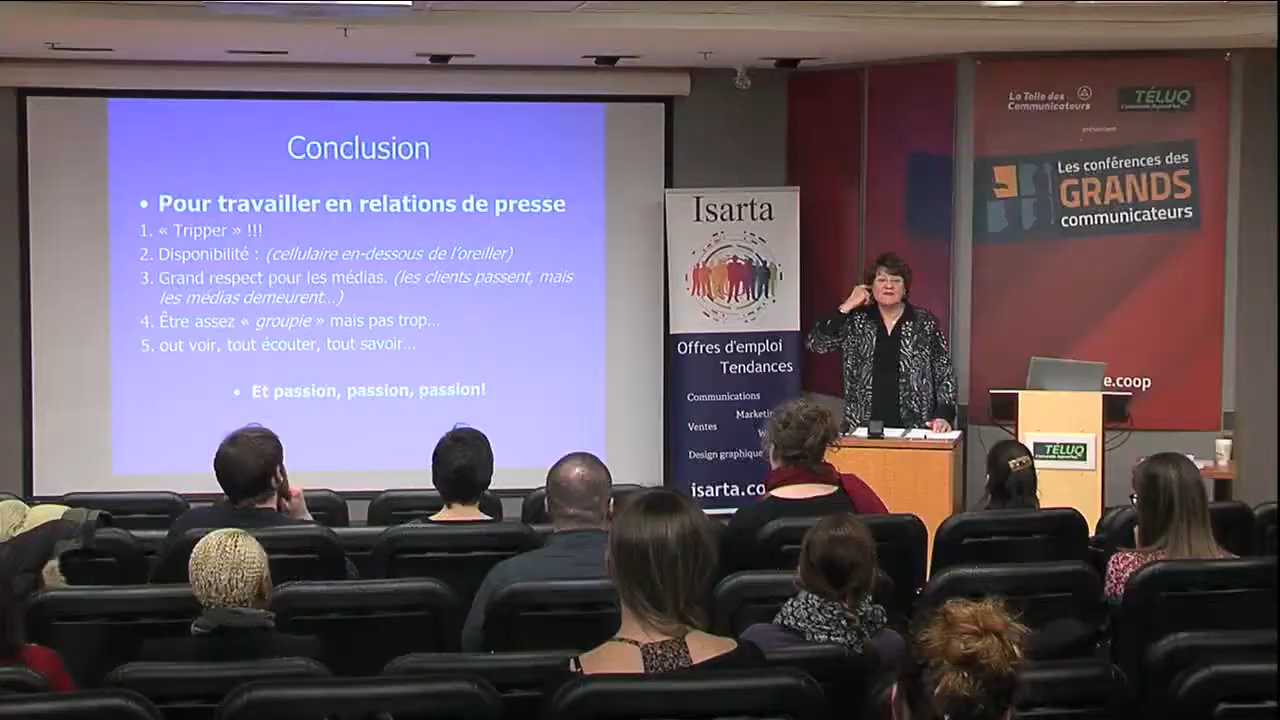 Conclusion
• Pour travailler en relations de presse
1. « Tripper » !!!
2. Disponibilité : (cellulaire en-dessous de l'oreiller)
3. Grand respect pour les médias. (les clients passent, mais
les médias demeurent...)
4. Être assez « groupie » mais pas trop...
5. out voir, tout écouter, tout savoir...
• Et passion, passion, passion!
Isarta
Offres d'emploi
Tendances
Communications
Marketin
Ventes
W
Design graphique
isarta.co
La Toile des
Communicateurs
TÉLUQ
présentent
Les conférences des
GRANDS
communicateurs
e.coop
TÉLUQ